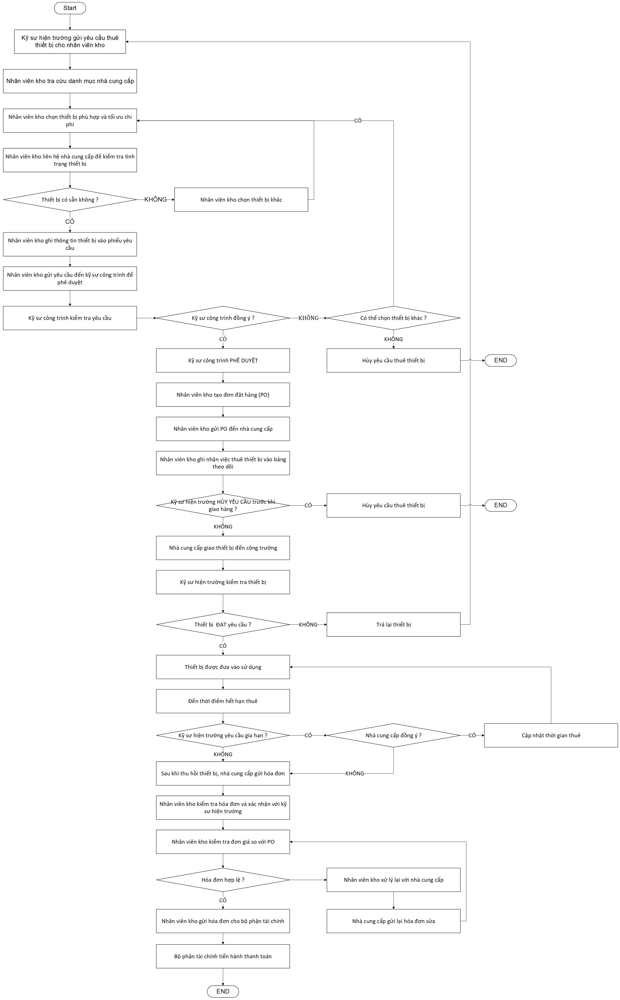 Start
Kỹ sư hiện trường gửi yêu cầu thuê
thiết bị cho nhân viên kho
Nhân viên kho tra cứu danh mục nhà cung cấp
Nhân viên kho chọn thiết bị phù hợp và tối ưu chi
phí
CÓ
Nhân viên kho liên hệ nhà cung cấp để kiểm tra tình
trạng thiết bị
Thiết bị có sẵn không ?
KHÔNG
Nhân viên kho chọn thiết bị khác
CÓ
Nhân viên kho ghi thông tin thiết bị vào phiếu yêu
cầu
Nhân viên kho gửi yêu cầu đến kỹ sư công trình để
phê duyệt
Kỹ sư công trình kiểm tra yêu cầu
Kỹ sư công trình đồng ý ?
KHÔNG
Có thể chọn thiết bị khác ?
CÓ
KHÔNG
Kỹ sư công trình PHÊ DUYỆT
Hủy yêu cầu thuê thiết bị
END
Nhân viên kho tạo đơn đặt hàng (PO)
Nhân viên kho gửi PO đến nhà cung cấp
Nhân viên kho ghi nhận việc thuê thiết bị vào bảng
theo dõi
Kỹ sư hiện trường HỦY YÊU CẦU trước khi
giao hàng ?
CÓ
Hủy yêu cầu thuê thiết bị
END
KHÔNG
Nhà cung cấp giao thiết bị đến công trường
Kỹ sư hiện trường kiểm tra thiết bị
Thiết bị  ĐẠT yêu cầu ?
KHÔNG
Trả lại thiết bị
CÓ
Thiết bị được đưa vào sử dụng
Đến thời điểm hết hạn thuê
Kỹ sư hiện trường yêu cầu gia hạn ?
CÓ
Nhà cung cấp đồng ý ?
CÓ
Cập nhật thời gian thuê
KHÔNG
Sau khi thu hồi thiết bị, nhà cung cấp gửi hóa đơn
KHÔNG
Nhân viên kho kiểm tra hóa đơn và xác nhận với kỹ
sư hiện trường
Nhân viên kho kiểm tra đơn giá so với PO
Hóa đơn hợp lệ ?
Nhân viên kho xử lý lại với nhà cung cấp
CÓ
Nhân viên kho gửi hóa đơn cho bộ phận tài chính
Nhà cung cấp gửi lại hóa đơn sửa
Bộ phận tài chính tiến hành thanh toán
END